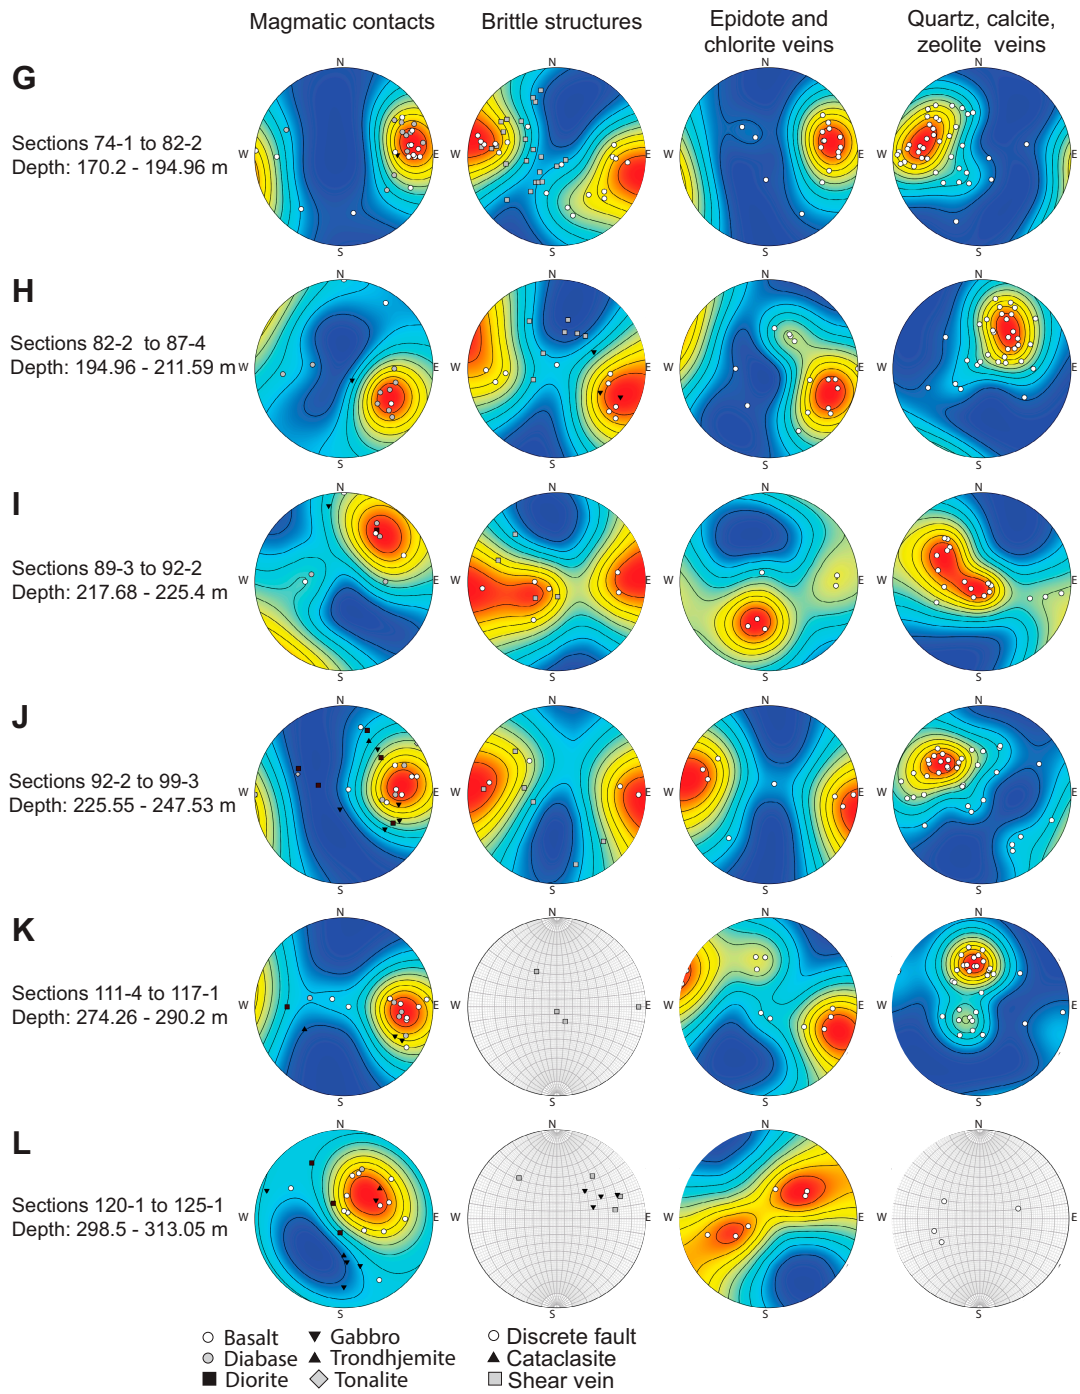 Magmatic contacts
Brittle structures
Epidote and
chlorite veins
Quartz, calcite,
zeolite veins
G
Sections 74-1 to 82-2
Depth: 170.2 - 194.96 m
N
W
E
S
N
W
E
S
N
W
E
S
N
W
E
S
H
Sections 82-2 to 87-4
Depth: 194.96 - 211.59 m
N
W
E
S
N
W
E
S
N
W
E
S
N
W
E
S
I
Sections 89-3 to 92-2
Depth: 217.68 - 225.4 m
N
W
E
S
N
W
E
S
N
W
E
S
N
W
E
S
J
Sections 92-2 to 99-3
Depth: 225.55 - 247.53 m
N
W
E
S
N
W
E
S
N
W
E
S
N
W
E
S
K
Sections 111-4 to 117-1
Depth: 274.26 - 290.2 m
N
W
E
S
N
W
E
S
N
W
E
S
N
W
E
S
L
Sections 120-1 to 125-1
Depth: 298.5 - 313.05 m
N
W
E
S
N
W
E
S
N
W
E
S
N
W
E
S
Basalt
Diabase
Diorite
Gabbro
Trondhjemite
Tonalite
Discrete fault
Cataclasite
Shear vein